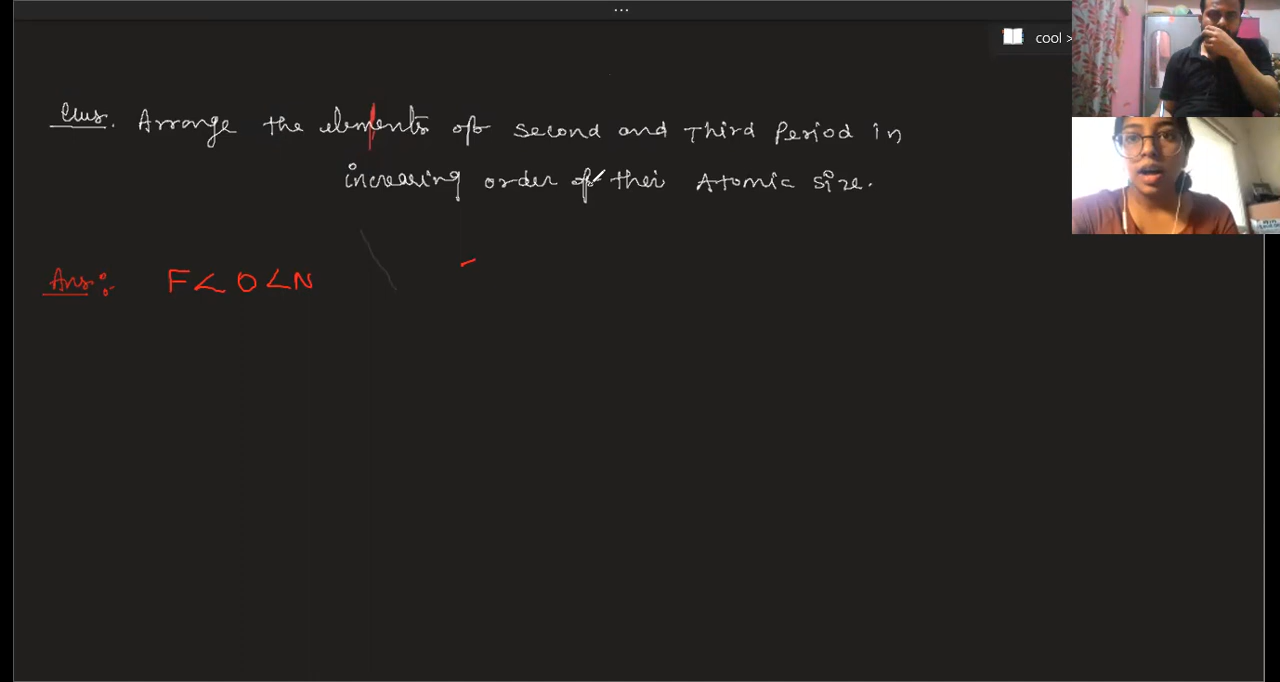 cool >
Ques. Arrange the elements of second and Third Period in
increasing order of their Atomic size.
Ans: F < O < N